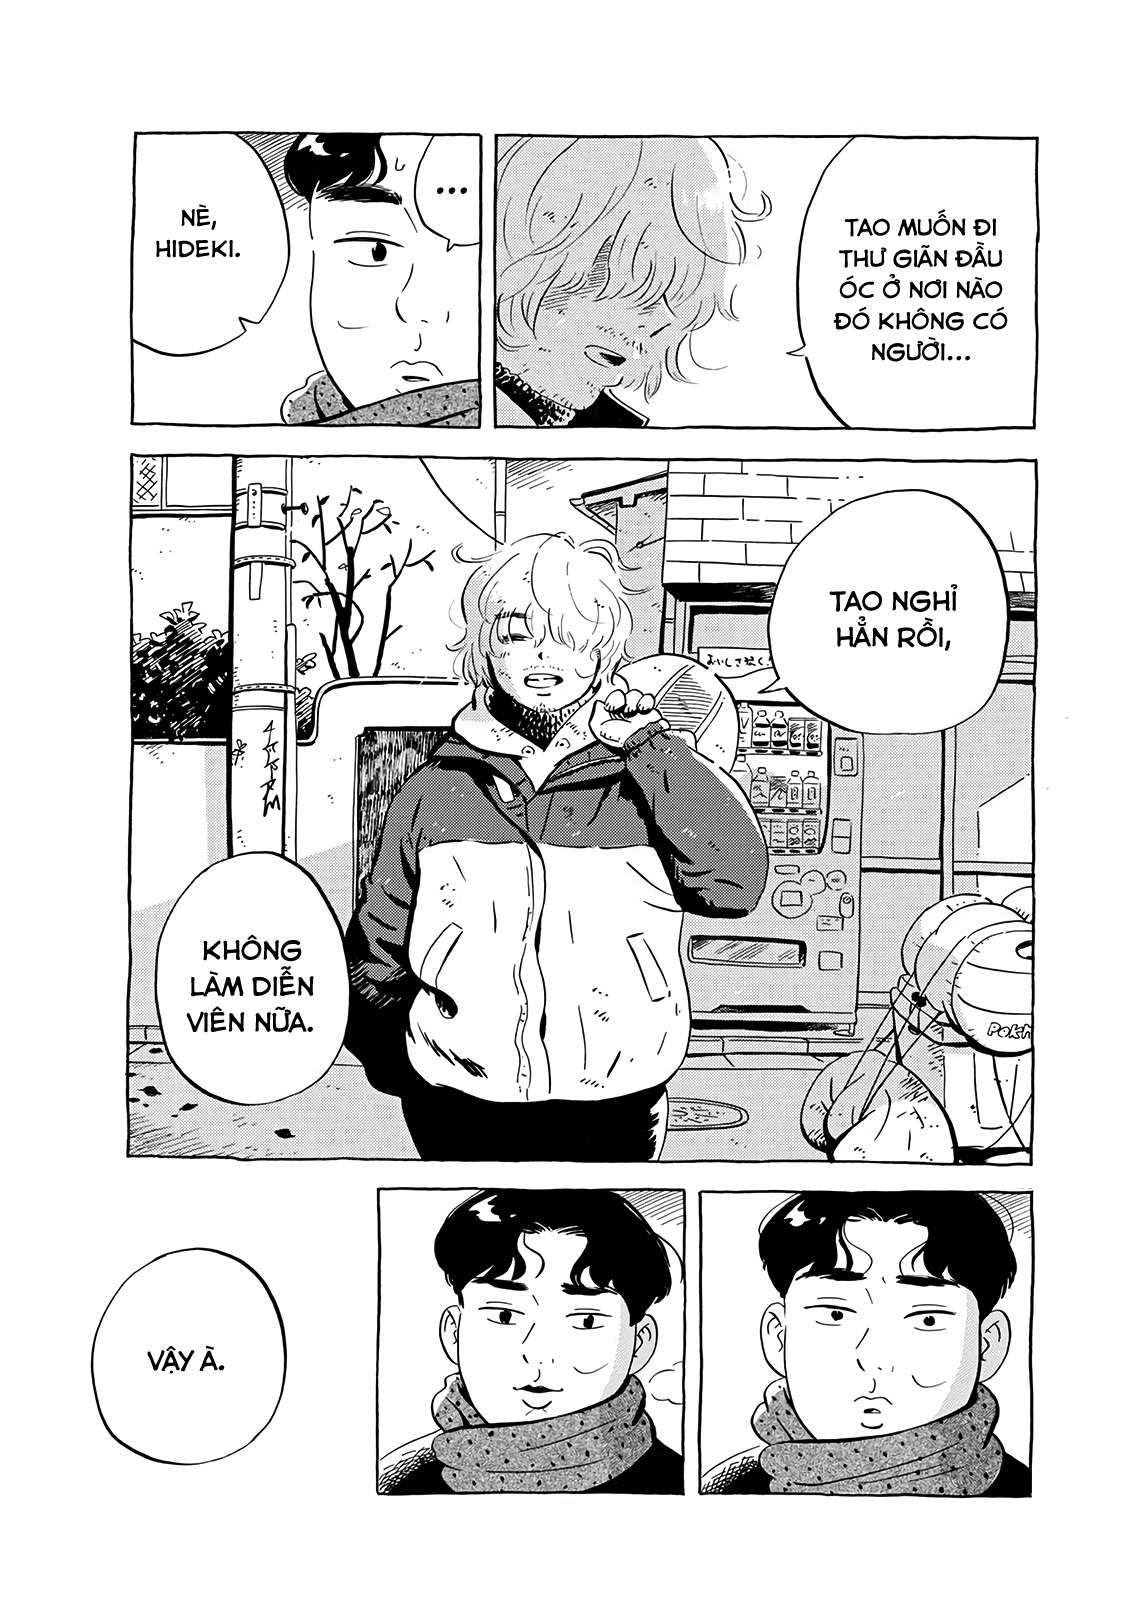 TAO MUỐN ĐI
THƯ GIÃN ĐẦU
ÓC Ở NƠI NÀO
ĐÓ KHÔNG CÓ
NGƯỜI...
...
NÈ,
HIDEKI.
TAO NGHỈ
HẲN RỒI,
KHÔNG
LÀM DIỄN
VIÊN NỮA.
VẬY À.